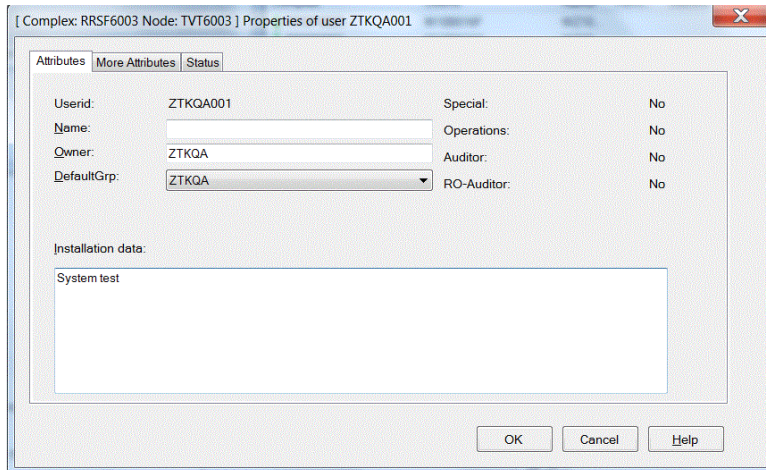 [ Complex: RRSF6003 Node: TVT6003 ] Properties of user ZTKQA001
Attributes More Attributes Status
Userid: ZTKQA001 Special: No
Name: Operations: No
Owner: ZTKQA Auditor: No
DefaultGrp: ZTKQA RO-Auditor: No
Installation data:
System test
OK Cancel Help